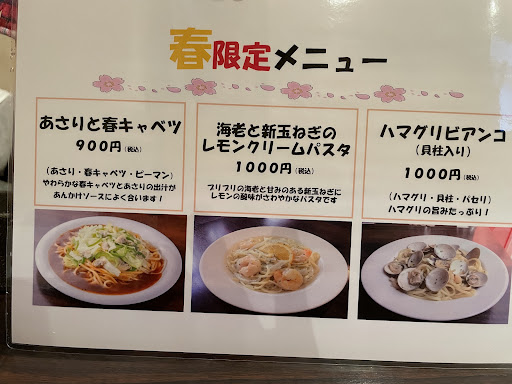 春限定メニュー
あさりと春キャベツ
900円(税込)
(あさり・春キャベツ・ピーマン)
やわらかな春キャベツとあさりの出汁が
あんかけソースによく合います！
海老と新玉ねぎの
レモンクリームパスタ
1000円(税込)
プリプリの海老と甘みのある新玉ねぎに
レモンの酸味がさわやかなパスタです
ハマグリビアンコ
(貝柱入り)
1000円(税込)
(ハマグリ・貝柱・パセリ)
ハマグリの旨みたっぷり！